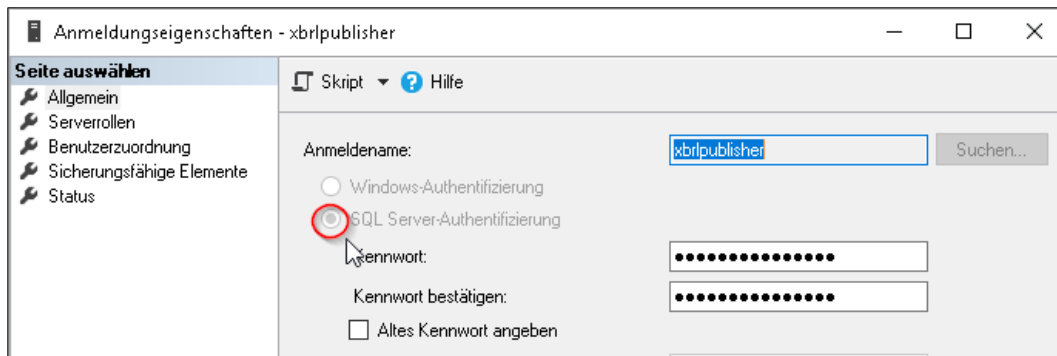 Anmeldungseigenschaften - xbrlpublisher
Seite auswählen
Allgemein
Serverrollen
Benutzerzuordnung
Sicherungsfähige Elemente
Status
Skript Hilfe
Anmeldename: xbrlpublisher Suchen...
Windows-Authentifizierung
SQL Server-Authentifizierung
Kennwort: ●●●●●●●●●●●●●●●
Kennwort bestätigen: ●●●●●●●●●●●●●●●
Altes Kennwort angeben